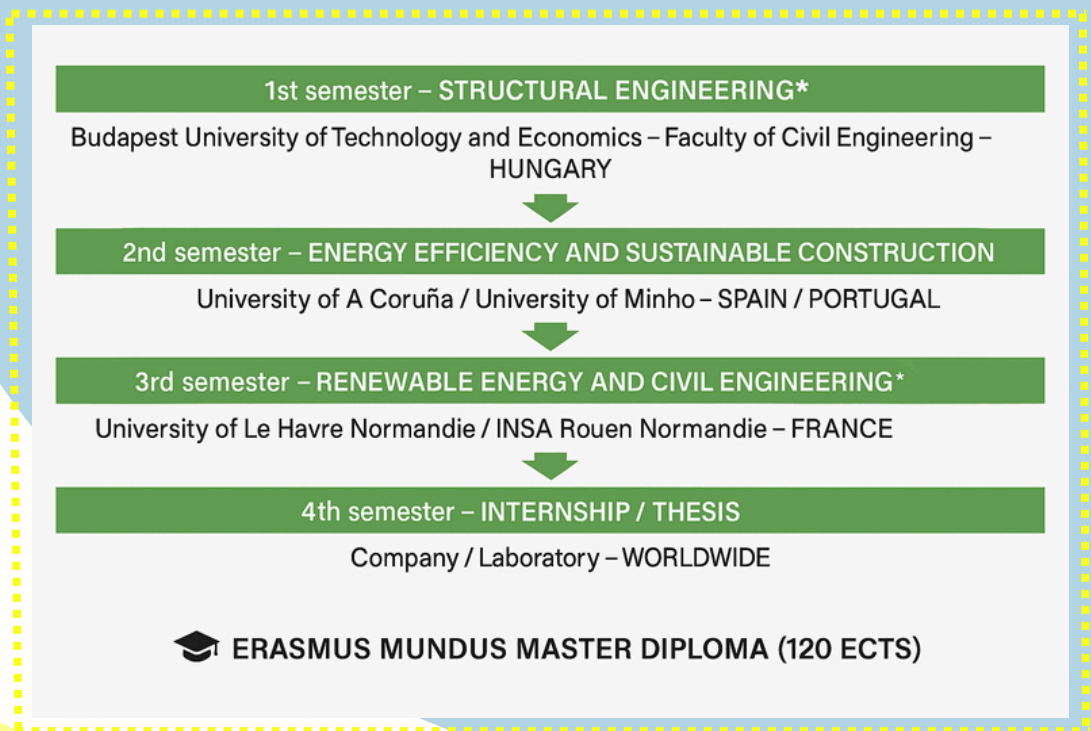 1st semester – STRUCTURAL ENGINEERING*
Budapest University of Technology and Economics – Faculty of Civil Engineering –
HUNGARY
2nd semester – ENERGY EFFICIENCY AND SUSTAINABLE CONSTRUCTION
University of A Coruña / University of Minho – SPAIN / PORTUGAL
3rd semester – RENEWABLE ENERGY AND CIVIL ENGINEERING*
University of Le Havre Normandie / INSA Rouen Normandie – FRANCE
4th semester – INTERNSHIP / THESIS
Company / Laboratory – WORLDWIDE
ERASMUS MUNDUS MASTER DIPLOMA (120 ECTS)